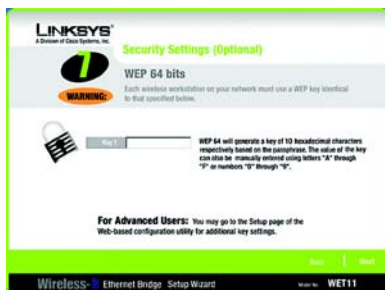 LINKSYS®
A Division of Cisco Systems, Inc.
7
Security Settings (Optional)
WEP 64 bits
WARNING:
Each wireless workstation on your network must use a WEP key identical
to that specified below.
Key 1
WEP 64 will generate a key of 10 hexadecimal characters
respectively based on the passphrase. The value of the key
can also be manually entered using letters "A" through
"F" or numbers "0" through "9".
For Advanced Users: You may go to the Setup page of the
Web-based configuration utility for additional key settings.
Back
Next
Wireless-B Ethernet Bridge Setup Wizard
Model No. WET11